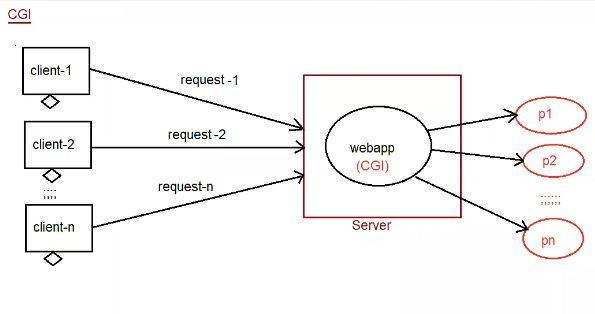 CGI
client-1
request -1
client-2
request -2
;;;;
request-n
client-n
webapp
(CGI)
Server
p1
p2
;;;;;;
pn